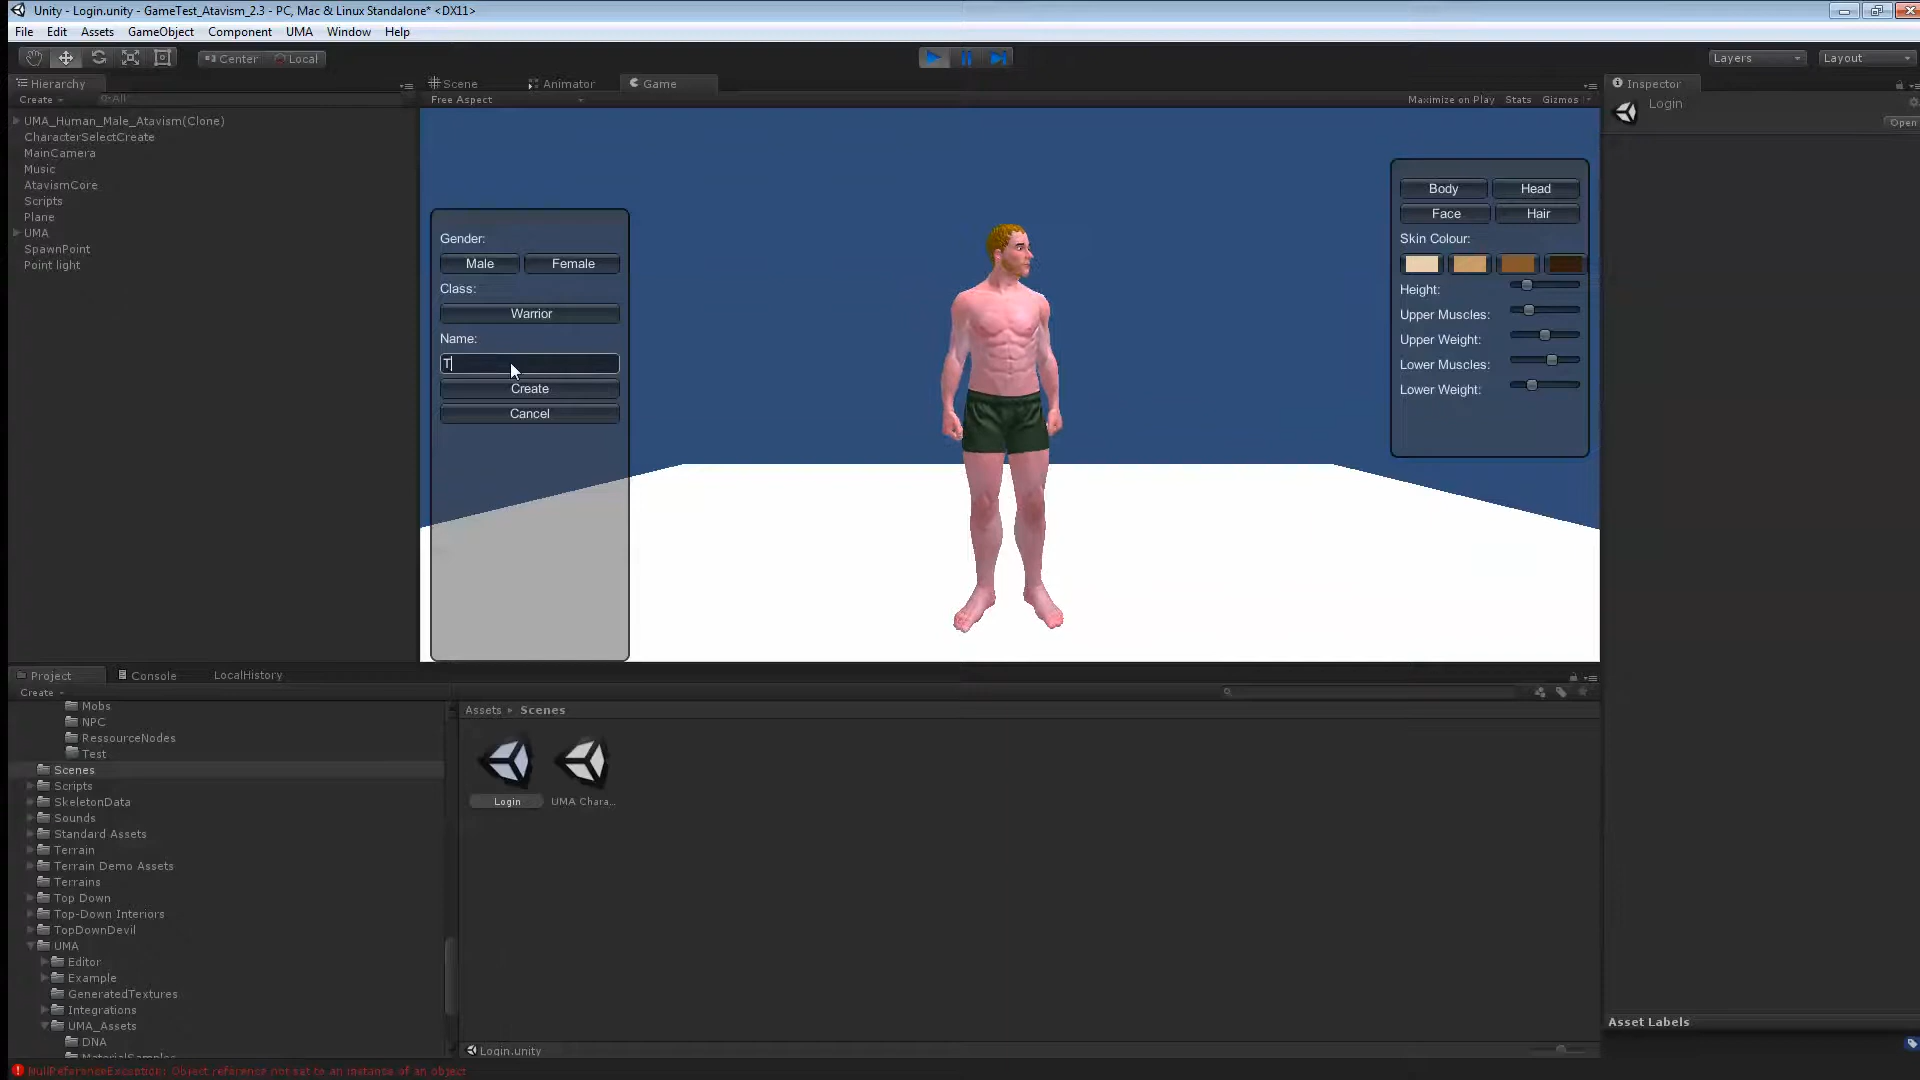 Unity - Login.unity - GameTest_Atavism_2.3 - PC, Mac & Linux Standalone* <DX11>
File Edit Assets GameObject Component UMA Window Help
Center Local Layers Layout
Hierarchy
Create All
UMA_Human_Male_Atavism(Clone)
CharacterSelectCreate
MainCamera
Music
AtavismCore
Scripts
Plane
UMA
SpawnPoint
Point light
Scene Animator Game
Free Aspect Maximize on Play Stats Gizmos
Gender:
Male Female
Class:
Warrior
Name:
T
Create
Cancel
Body Head
Face Hair
Skin Colour:
Height:
Upper Muscles:
Upper Weight:
Lower Muscles:
Lower Weight:
Inspector
Login
Open
Project Console LocalHistory
Create
Mobs
NPC
RessourceNodes
Test
Scenes
Scripts
SkeletonData
Sounds
Standard Assets
Terrain
Terrain Demo Assets
Terrains
Top Down
Top-Down Interiors
TopDownDevil
UMA
Editor
Example
GeneratedTextures
Integrations
UMA_Assets
DNA
MaterialSamples
Assets Scenes
Login UMA Chara...
Login.unity
Asset Labels
NullReferenceException: Object reference not set to an instance of an object